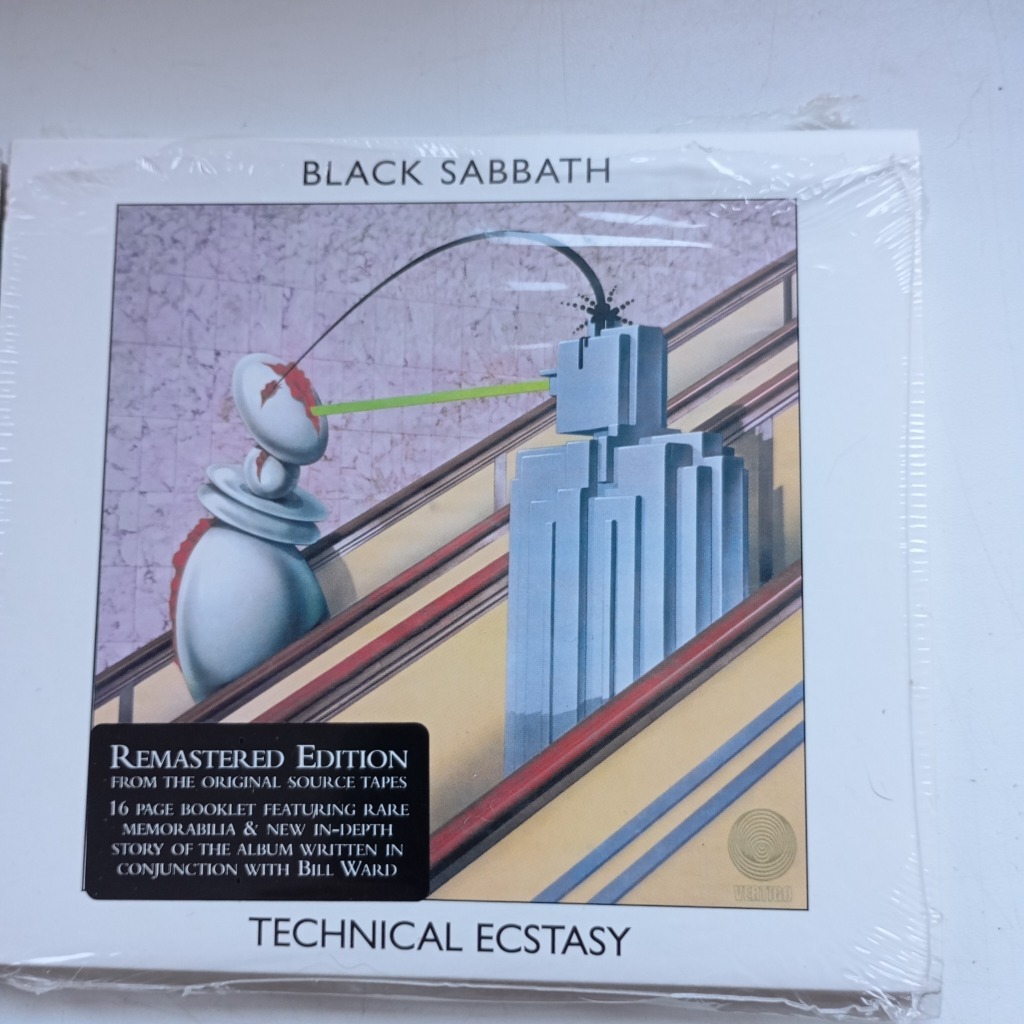 BLACK SABBATH
REMASTERED EDITION
FROM THE ORIGINAL SOURCE TAPES
16 PAGE BOOKLET FEATURING RARE
MEMORABILIA & NEW IN-DEPTH
STORY OF THE ALBUM WRITTEN IN
CONJUNCTION WITH BILL WARD
VERTIGO
TECHNICAL ECSTASY